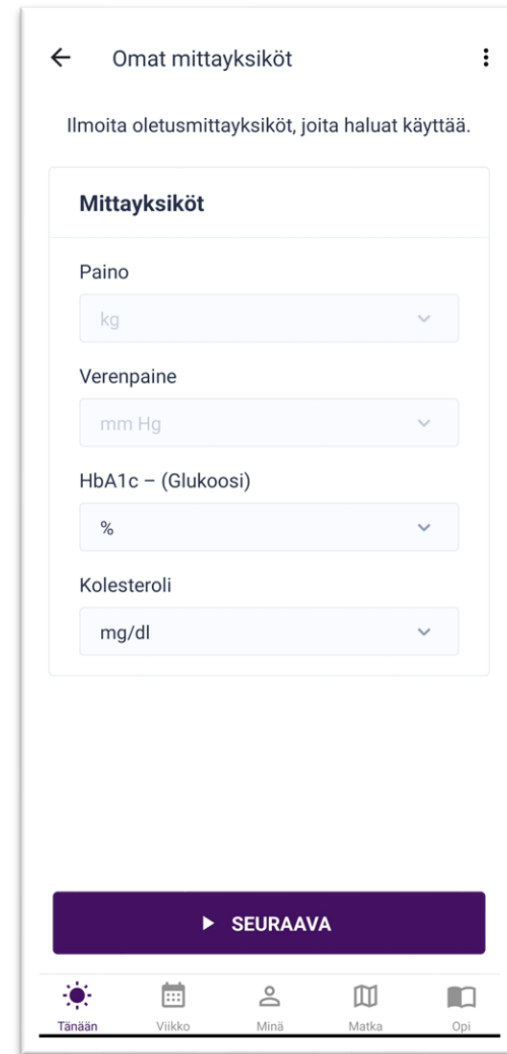 Omat mittayksiköt
Ilmoita oletusmittayksiköt, joita haluat käyttää.
Mittayksiköt
Paino
kg
Verenpaine
mm Hg
HbA1c – (Glukoosi)
%
Kolesteroli
mg/dl
SEURAAVA
Tänään Viikko Minä Matka Opi